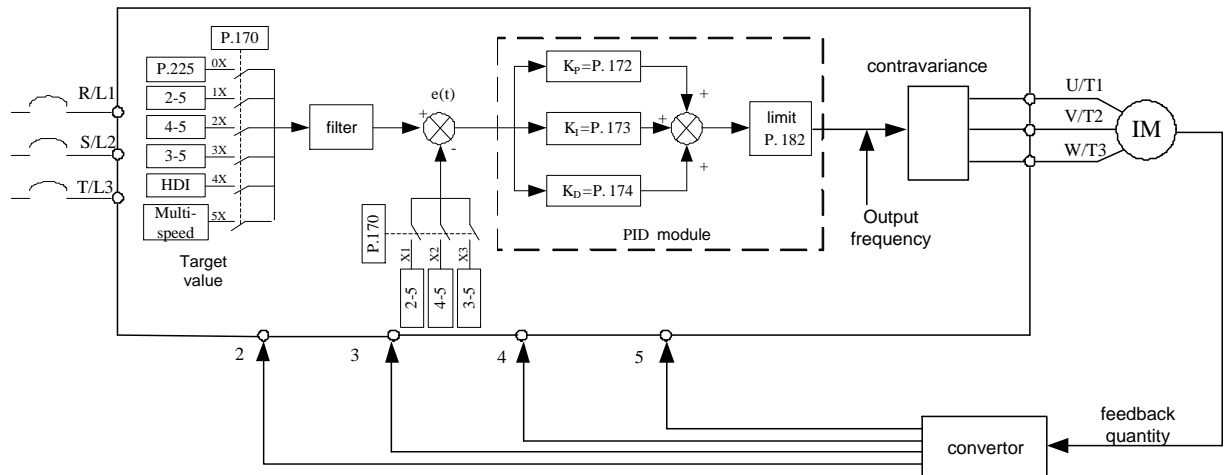 P.170
P.225
0X
2-5
1X
4-5
2X
3-5
3X
HDI
4X
Multi-
speed
5X
Target
value
R/L1
S/L2
T/L3
filter
e(t)
+
-
P.170
X1
X2
X3
2-5
4-5
3-5
KP=P. 172
KI=P. 173
KD=P. 174
+
+
+
limit
P. 182
PID module
contravariance
Output
frequency
U/T1
V/T2
W/T3
IM
2
3
4
5
feedback
quantity
convertor